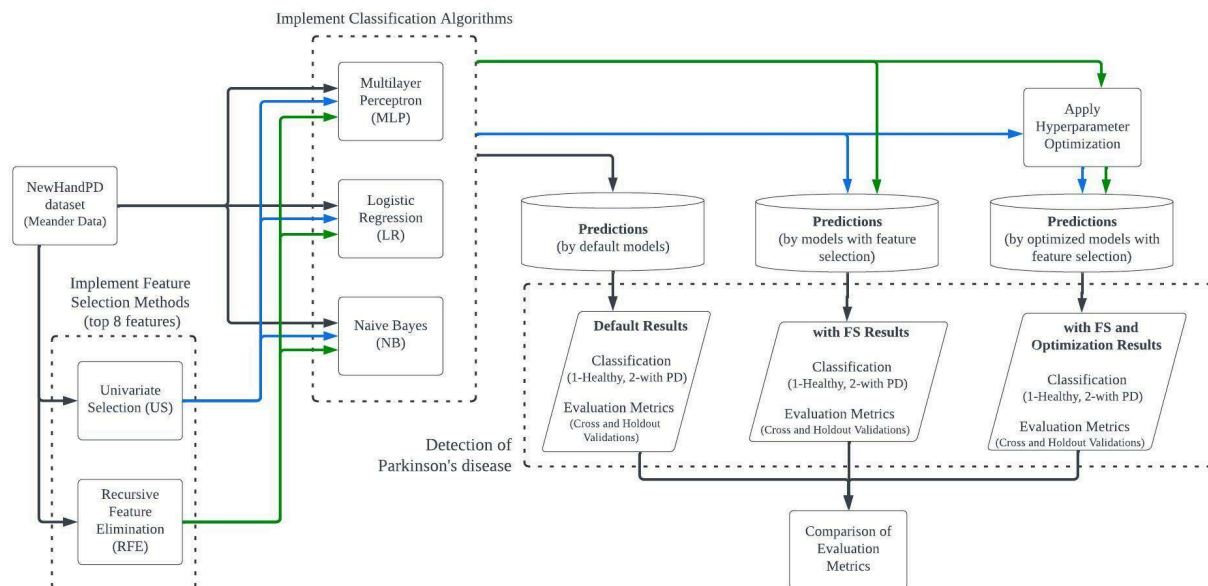 Implement Classification Algorithms
Multilayer
Perceptron
(MLP)
Apply
Hyperparameter
Optimization
NewHandPD
dataset
(Meander Data)
Logistic
Regression
(LR)
Predictions
(by default models)
Predictions
(by models with feature
selection)
Predictions
(by optimized models with
feature selection)
Implement Feature
Selection Methods
(top 8 features)
Naive Bayes
(NB)
Default Results
Classification
(1-Healthy, 2-with PD)
Evaluation Metrics
(Cross and Holdout
Validations)
with FS Results
Classification
(1-Healthy, 2-with PD)
Evaluation Metrics
(Cross and Holdout Validations)
with FS and
Optimization Results
Classification
(1-Healthy, 2-with PD)
Evaluation Metrics
(Cross and Holdout Validations)
Univariate
Selection (US)
Detection of
Parkinson's disease
Recursive
Feature
Elimination
(RFE)
Comparison of
Evaluation
Metrics